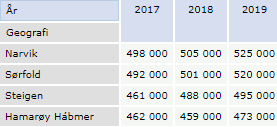 År 2017 2018 2019
Geografi
Narvik 498 000 505 000 525 000
Sørfold 492 000 501 000 520 000
Steigen 461 000 488 000 495 000
Hamarøy Hábmer 462 000 459 000 473 000